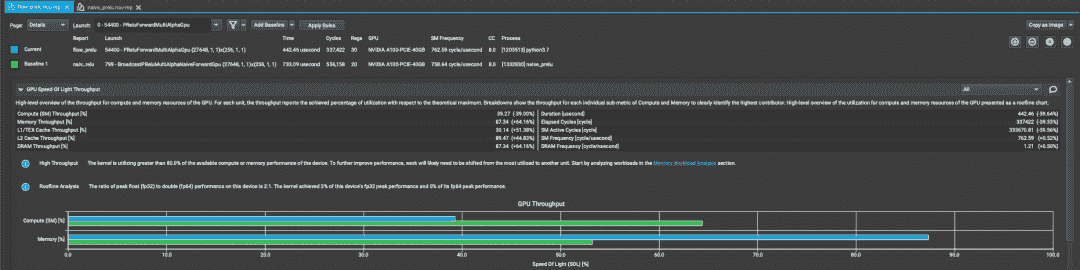 flow_prelu.ncu-rep naive_prelu.ncu-rep
Page: Details Launch: 0 - 54400 - PReluForwardMultiAlphaGpu Add Baseline Apply Rules Copy as Image
Report Launch Time Cycles Regs GPU SM Frequency CC Process
Current flow_prelu 54400 - PReluForwardMultiAlphaGpu (27648, 1, 1)x(256, 1, 1) 442.46 usecond 337,422 30 NVIDIA A100-PCIE-40GB 762.59 cycle/usecond 8.0 [1203513] python3.7
Baseline 1 799 - BroadcastPReluMultiAlphaNaiveForwardGpu (27648, 1, 1)x(256, 1, 1) 733.09 usecond 556,158 20 NVIDIA A100-PCIE-40GB 758.64 cycle/usecond 8.0 [1332830] naive_prelu
GPU Speed Of Light Throughput All
High-level overview of the throughput for compute and memory resources of the GPU. For each unit, the throughput reports the achieved percentage of utilization with respect to the theoretical maximum. Breakdowns show the throughput for each individual sub-metric of Compute and Memory to clearly identify the highest contributor. High-level overview of the utilization for compute and memory resources of the GPU presented as a roofline chart.
Compute (SM) Throughput [%] 39.27 (-39.00%) Duration [usecond] 442.46 (-39.64%)
Memory Throughput [%] 87.34 (+64.16%) Elapsed Cycles [cycle] 337422 (-39.33%)
L1/TEX Cache Throughput [%] 30.14 (+51.38%) SM Active Cycles [cycle] 333670.81 (-39.56%)
L2 Cache Throughput [%] 89.47 (+44.83%) SM Frequency [cycle/usecond] 762.59 (+0.52%)
DRAM Throughput [%] 87.34 (+64.16%) DRAM Frequency [cycle/nsecond] 1.21 (+0.50%)
High Throughput The kernel is utilizing greater than 80.0% of the available compute or memory performance of the device. To further improve performance, work will likely need to be shifted from the most utilized to another unit. Start by analyzing workloads in the Memory Workload Analysis section.
Roofline Analysis The ratio of peak float (fp32) to double (fp64) performance on this device is 2:1. The kernel achieved 3% of this device's fp32 peak performance and 0% of its fp64 peak performance.
GPU Throughput
Compute (SM) [%]
Memory [%]
0.0 10.0 20.0 30.0 40.0 50.0 60.0 70.0 80.0 90.0 100.0
Speed Of Light (SOL) [%]